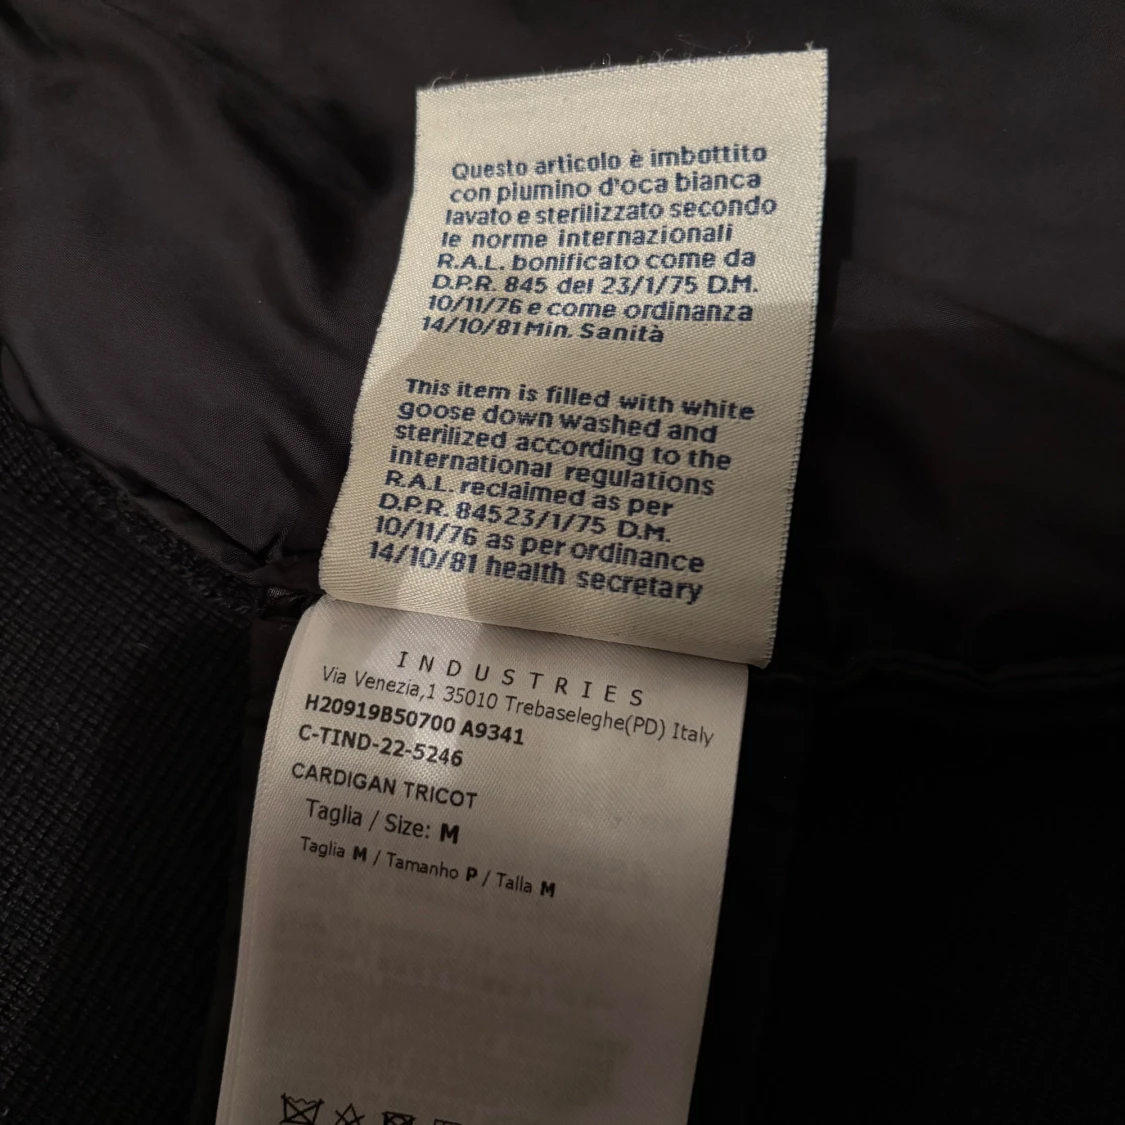 Questo articolo è imbottito
con piumino d'oca bianca
lavato e sterilizzato secondo
le norme internazionali
R.A.L. bonificato come da
D.P.R. 845 del 23/1/75 D.M.
10/11/76 e come ordinanza
14/10/81 Min. Sanità
This item is filled with white
goose down washed and
sterilized according to the
international regulations
R.A.L. reclaimed as per
D.P.R. 84523/1/75 D.M.
10/11/76 as per ordinance
14/10/81 health secretary
INDUSTRIES
Via Venezia,1 35010 Trebaseleghe(PD) Italy
H20919B50700 A9341
C-TIND-22-5246
CARDIGAN TRICOT
Taglia / Size: M
Taglia M / Tamanho P / Talla M